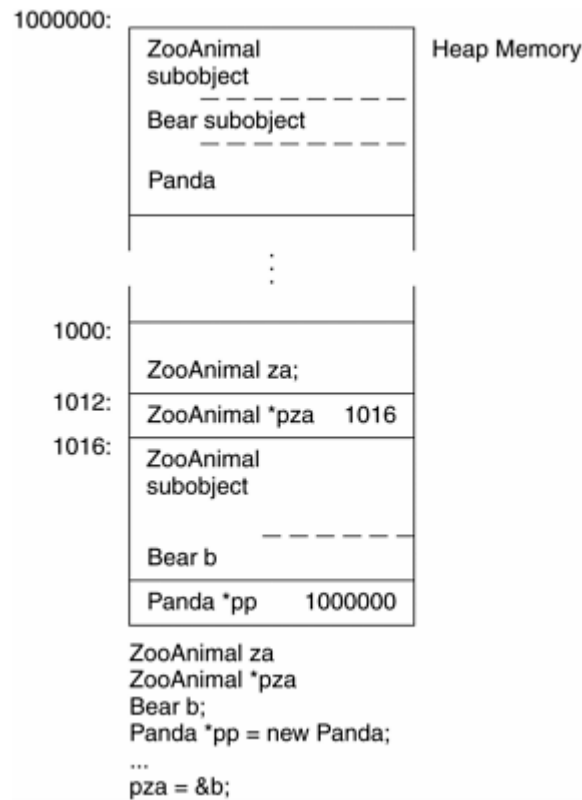 1000000:
ZooAnimal
subobject
Heap Memory
Bear subobject
Panda
1000:
ZooAnimal za;
1012:
ZooAnimal *pza 1016
1016:
ZooAnimal
subobject
Bear b
Panda *pp 1000000
ZooAnimal za
ZooAnimal *pza
Bear b;
Panda *pp = new Panda;
...
pza = &b;